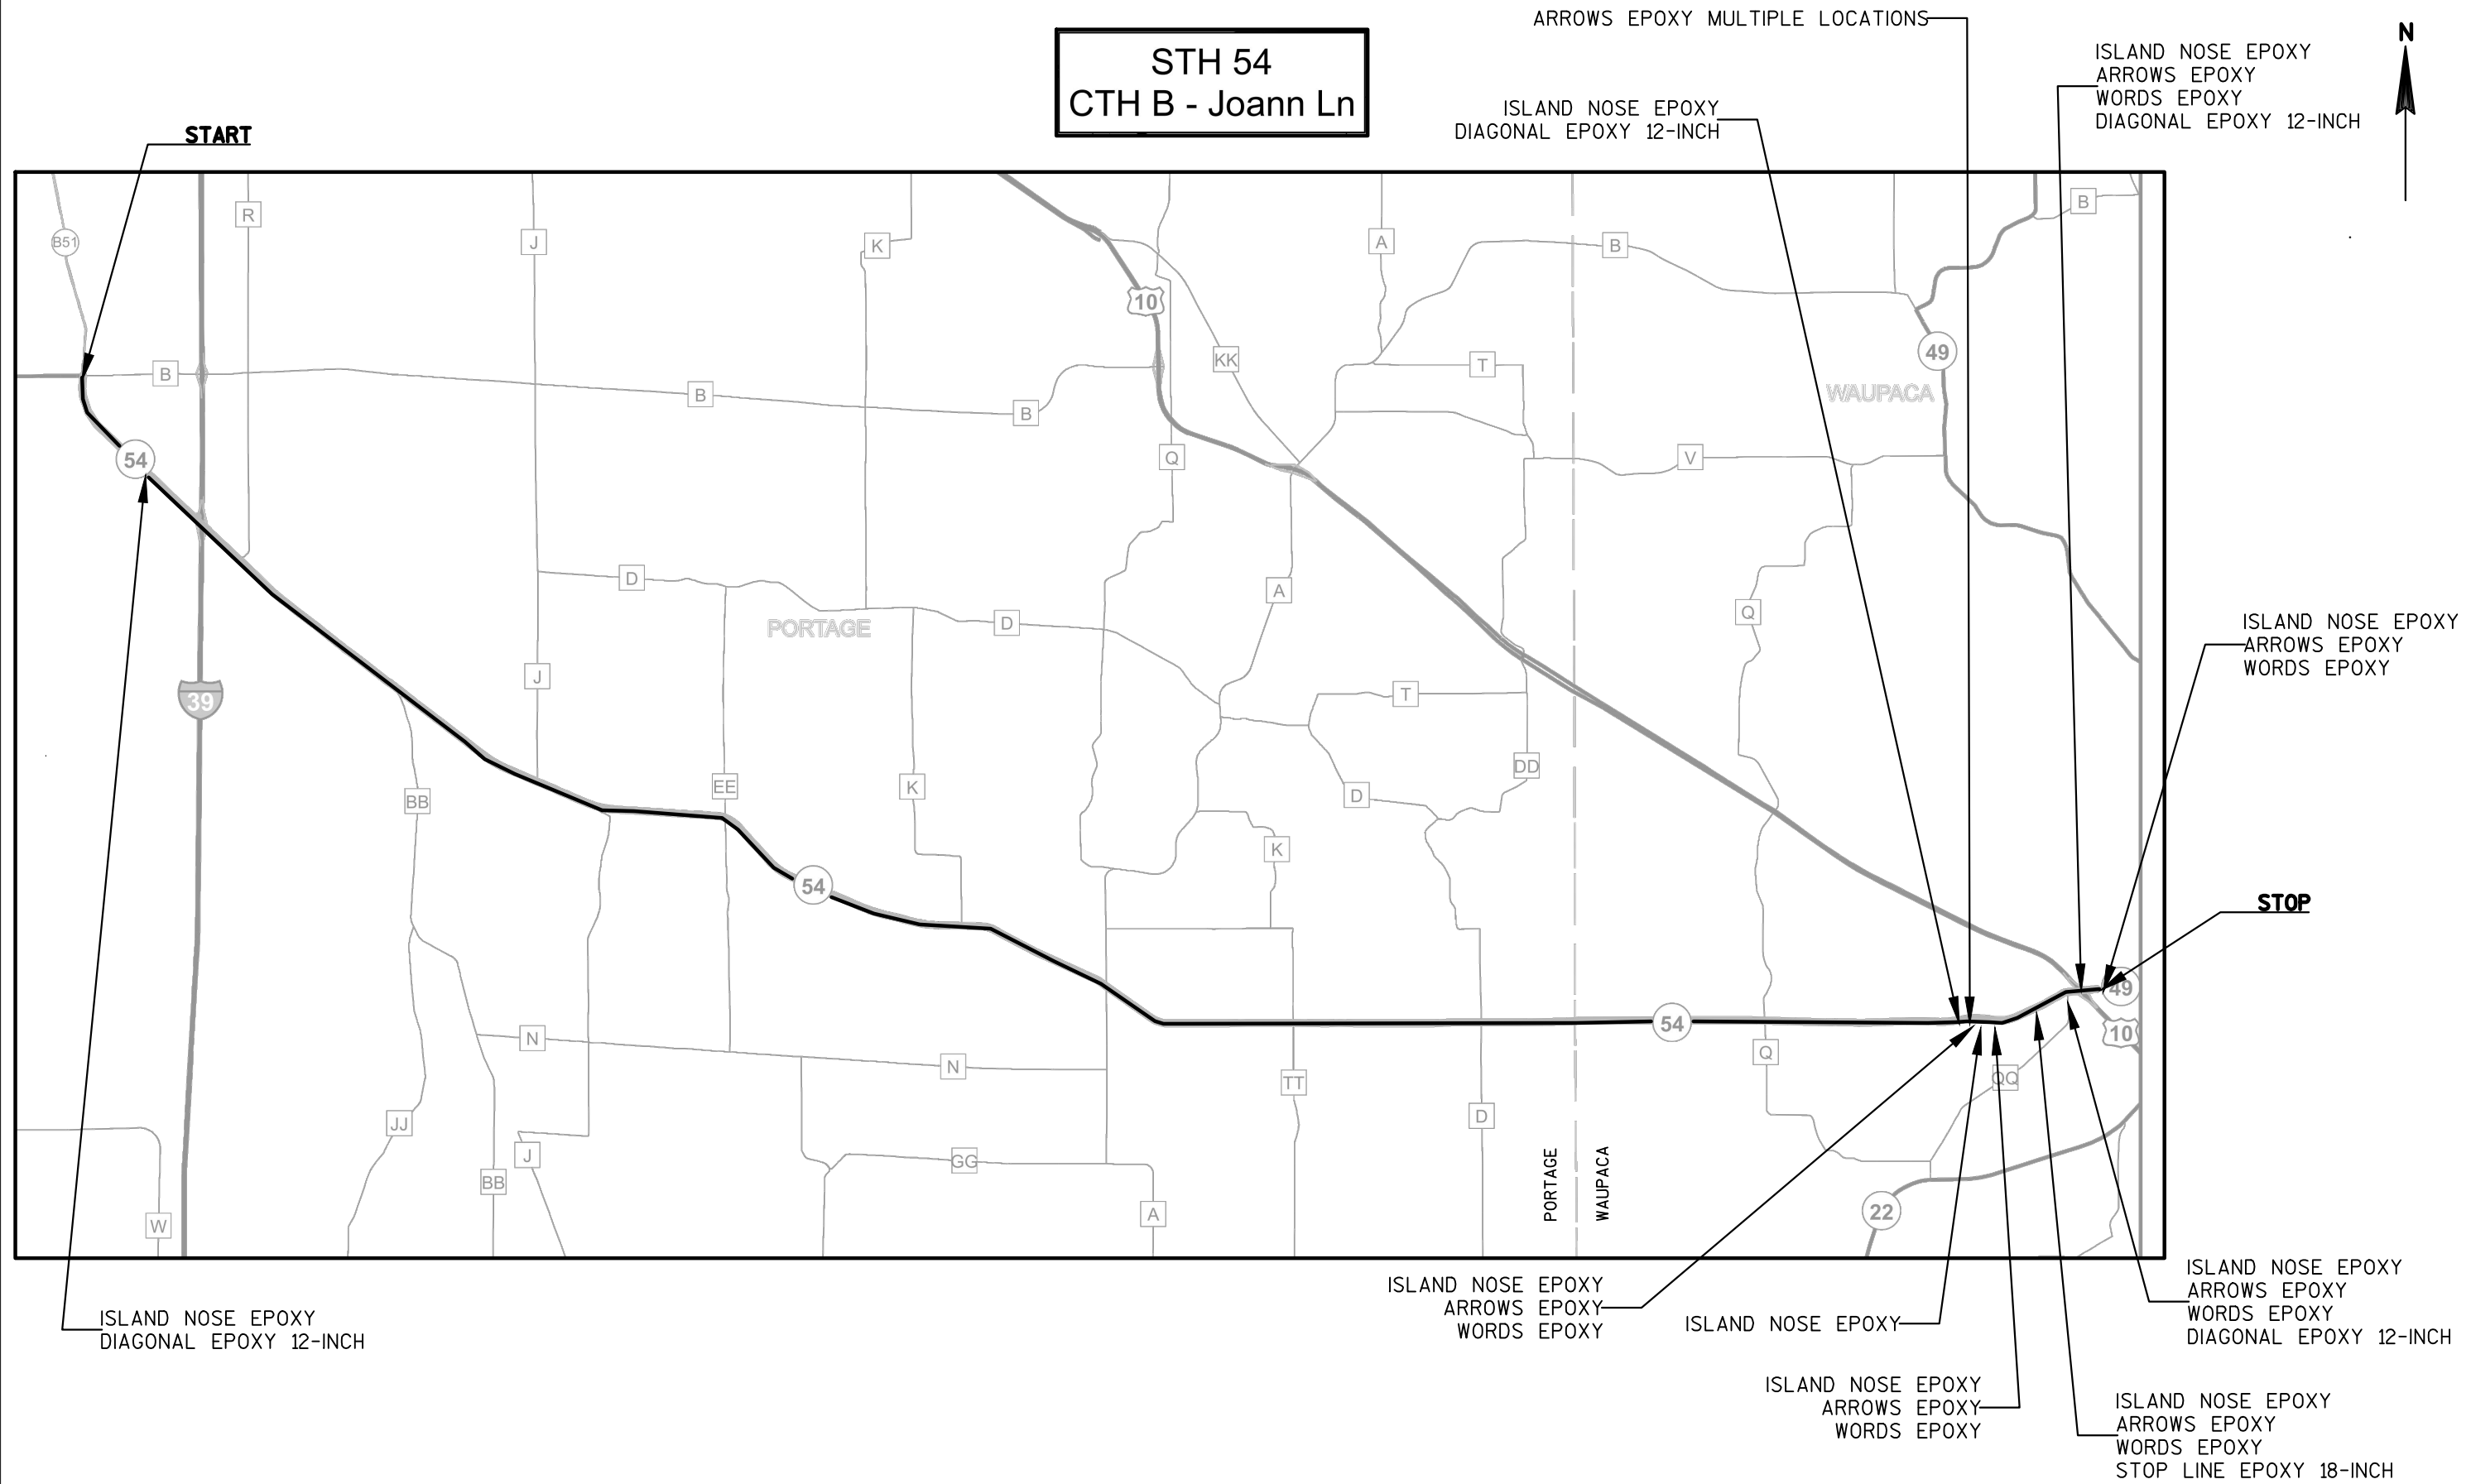 ARROWS EPOXY MULTIPLE LOCATIONS
N
STH 54
CTH B - Joann Ln
ISLAND NOSE EPOXY
ARROWS EPOXY
WORDS EPOXY
DIAGONAL EPOXY 12-INCH
ISLAND NOSE EPOXY
DIAGONAL EPOXY 12-INCH
START
R
B
B51
J
K
A
B
10
49
KK
T
B
B
B
WAUPACA
54
Q
V
D
A
Q
D
PORTAGE
ISLAND NOSE EPOXY
ARROWS EPOXY
WORDS EPOXY
J
39
T
DD
EE
K
BB
D
K
54
STOP
49
54
10
N
Q
N
QQ
TT
JJ
D
J
GG
BB
PORTAGE
WAUPACA
A
22
W
ISLAND NOSE EPOXY
DIAGONAL EPOXY 12-INCH
ISLAND NOSE EPOXY
ARROWS EPOXY
WORDS EPOXY
ISLAND NOSE EPOXY
ISLAND NOSE EPOXY
ARROWS EPOXY
WORDS EPOXY
DIAGONAL EPOXY 12-INCH
ISLAND NOSE EPOXY
ARROWS EPOXY
WORDS EPOXY
ISLAND NOSE EPOXY
ARROWS EPOXY
WORDS EPOXY
STOP LINE EPOXY 18-INCH